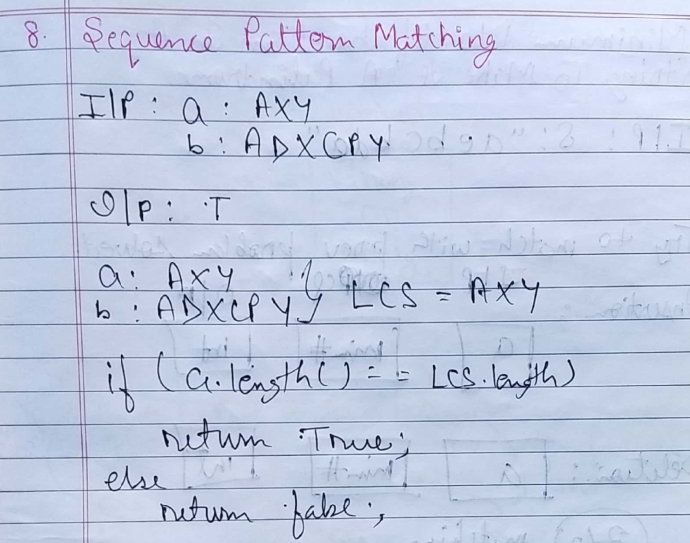 8. Sequence Pattern Matching
I/P : a : AXY
b : ADXCPY
O/P : T
a : AXY
b : ADXCPY } LCS = AXY
if (a.length() == LCS.length)
return True;
else
return false;